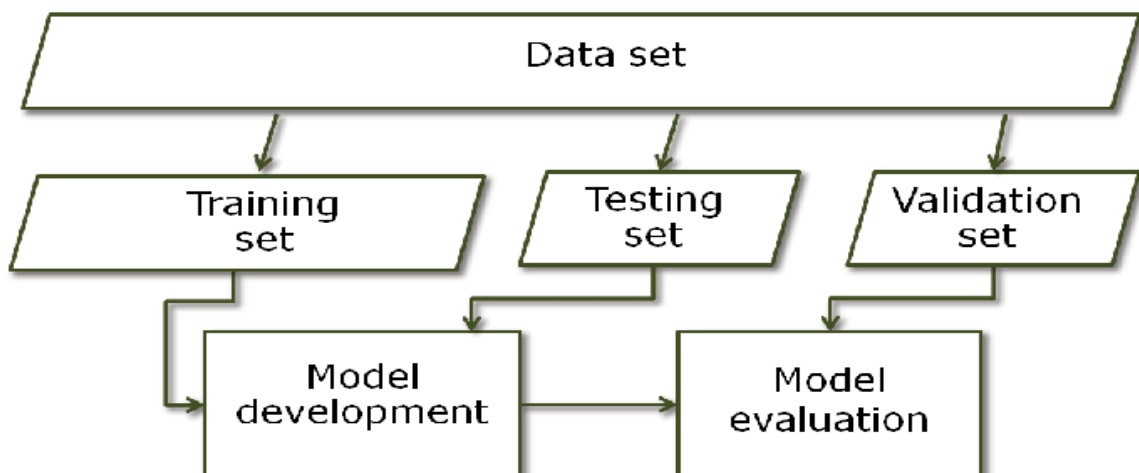 Data set
Training
set
Testing
set
Validation
set
Model
development
Model
evaluation